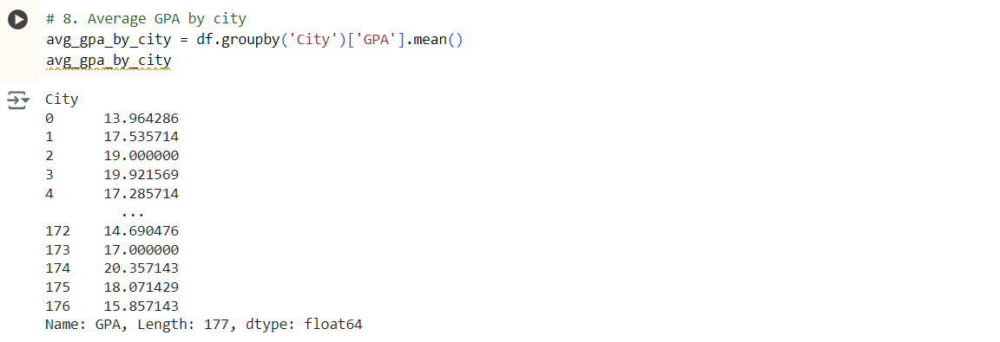 # 8. Average GPA by city
avg_gpa_by_city = df.groupby('City')['GPA'].mean()
avg_gpa_by_city
City
0      13.964286
1      17.535714
2      19.000000
3      19.921569
4      17.285714
         ...
172    14.690476
173    17.000000
174    20.357143
175    18.071429
176    15.857143
Name: GPA, Length: 177, dtype: float64